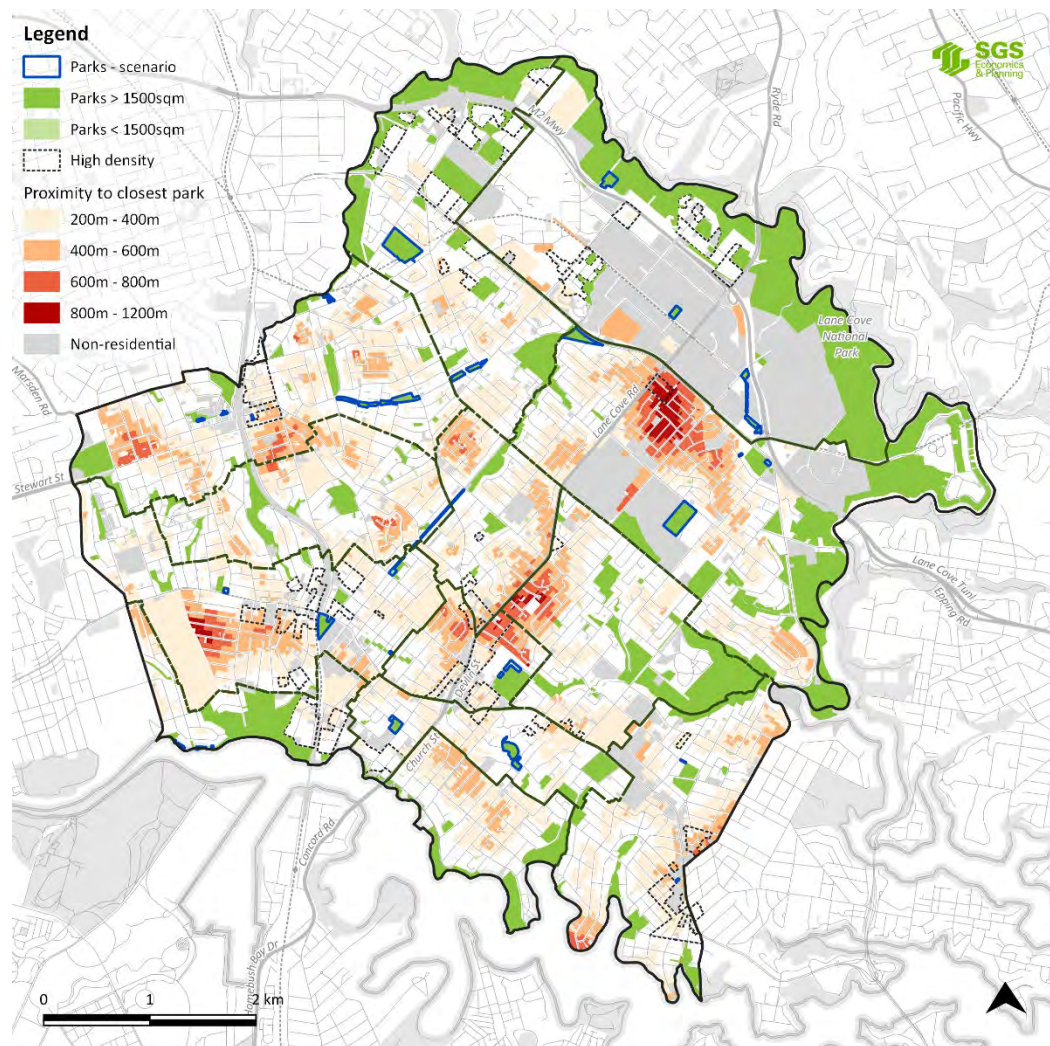 Legend
Parks - scenario
Parks > 1500sqm
Parks < 1500sqm
High density
Proximity to closest park
200m - 400m
400m - 600m
600m - 800m
800m - 1200m
Non-residential
SGS
Economics
& Planning
M2 Mwy
Ryde Rd
Pacific Hwy
Lane Cove
National
Park
Marsden Rd
Lane Cove Rd
Stewart St
Lane Cove Tunl
Epping Rd
Devlin S
Church St
Concord Rd
Homebush Bay Dr
0 1 2 km